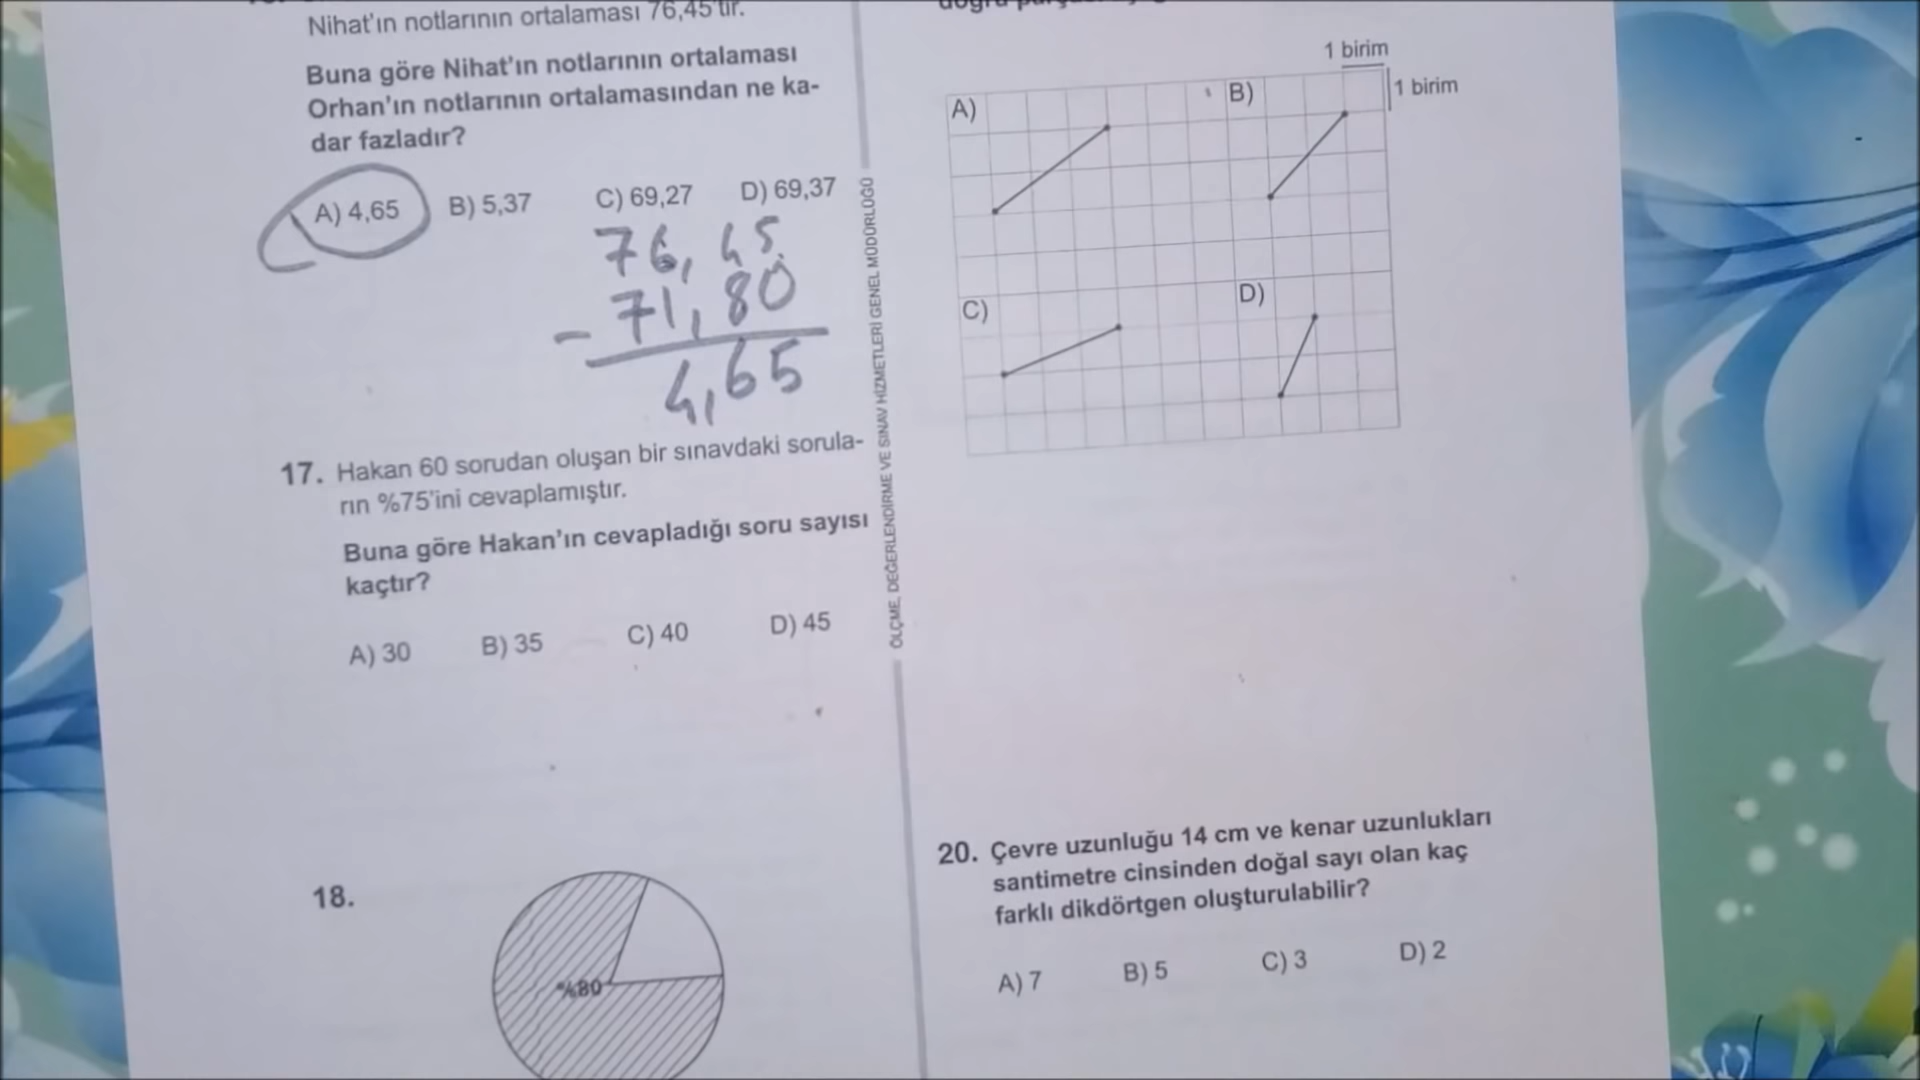 Nihat'ın notlarının ortalaması 76,45'tir.
Buna göre Nihat'ın notlarının ortalaması
Orhan'ın notlarının ortalamasından ne ka-
dar fazladır?
A) 4,65 B) 5,37 C) 69,27 D) 69,37
76,45
- 71,80
4,65
17. Hakan 60 sorudan oluşan bir sınavdaki sorula-
rın %75'ini cevaplamıştır.
Buna göre Hakan'ın cevapladığı soru sayısı
kaçtır?
A) 30 B) 35 C) 40 D) 45
18.
%80
ÖLÇME, DEĞERLENDİRME VE SINAV HİZMETLERİ GENEL MÜDÜRLÜĞÜ
1 birim
1 birim
A)
B)
C)
D)
20. Çevre uzunluğu 14 cm ve kenar uzunlukları
santimetre cinsinden doğal sayı olan kaç
farklı dikdörtgen oluşturulabilir?
A) 7 B) 5 C) 3 D) 2